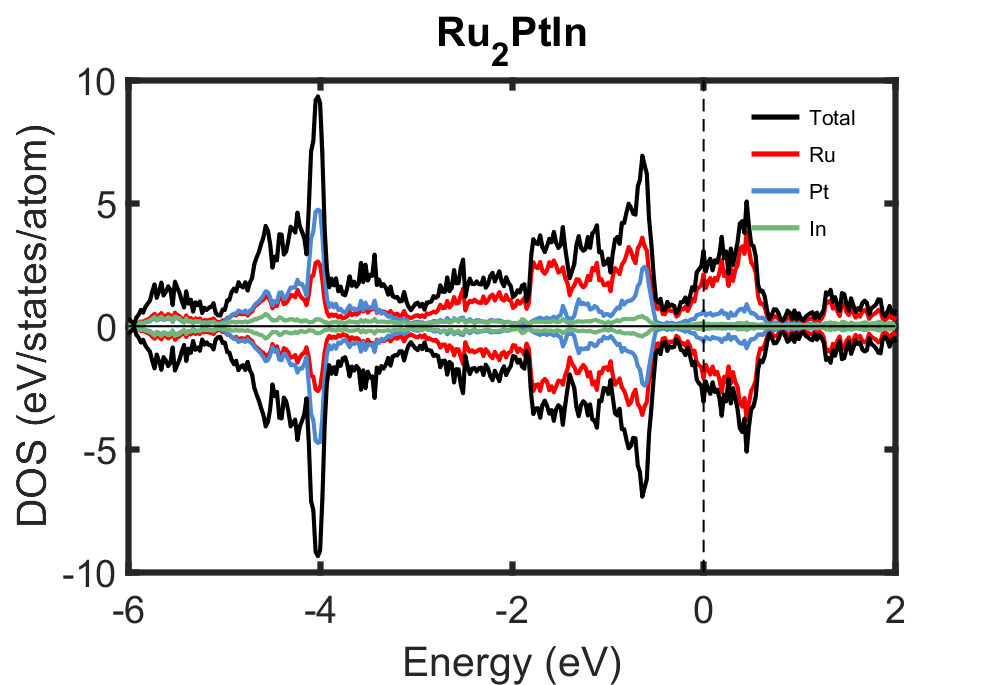 Ru₂PtIn
DOS (eV/states/atom)
10
5
0
-5
-10
Total
Ru
Pt
In
-6
-4
-2
0
2
Energy (eV)